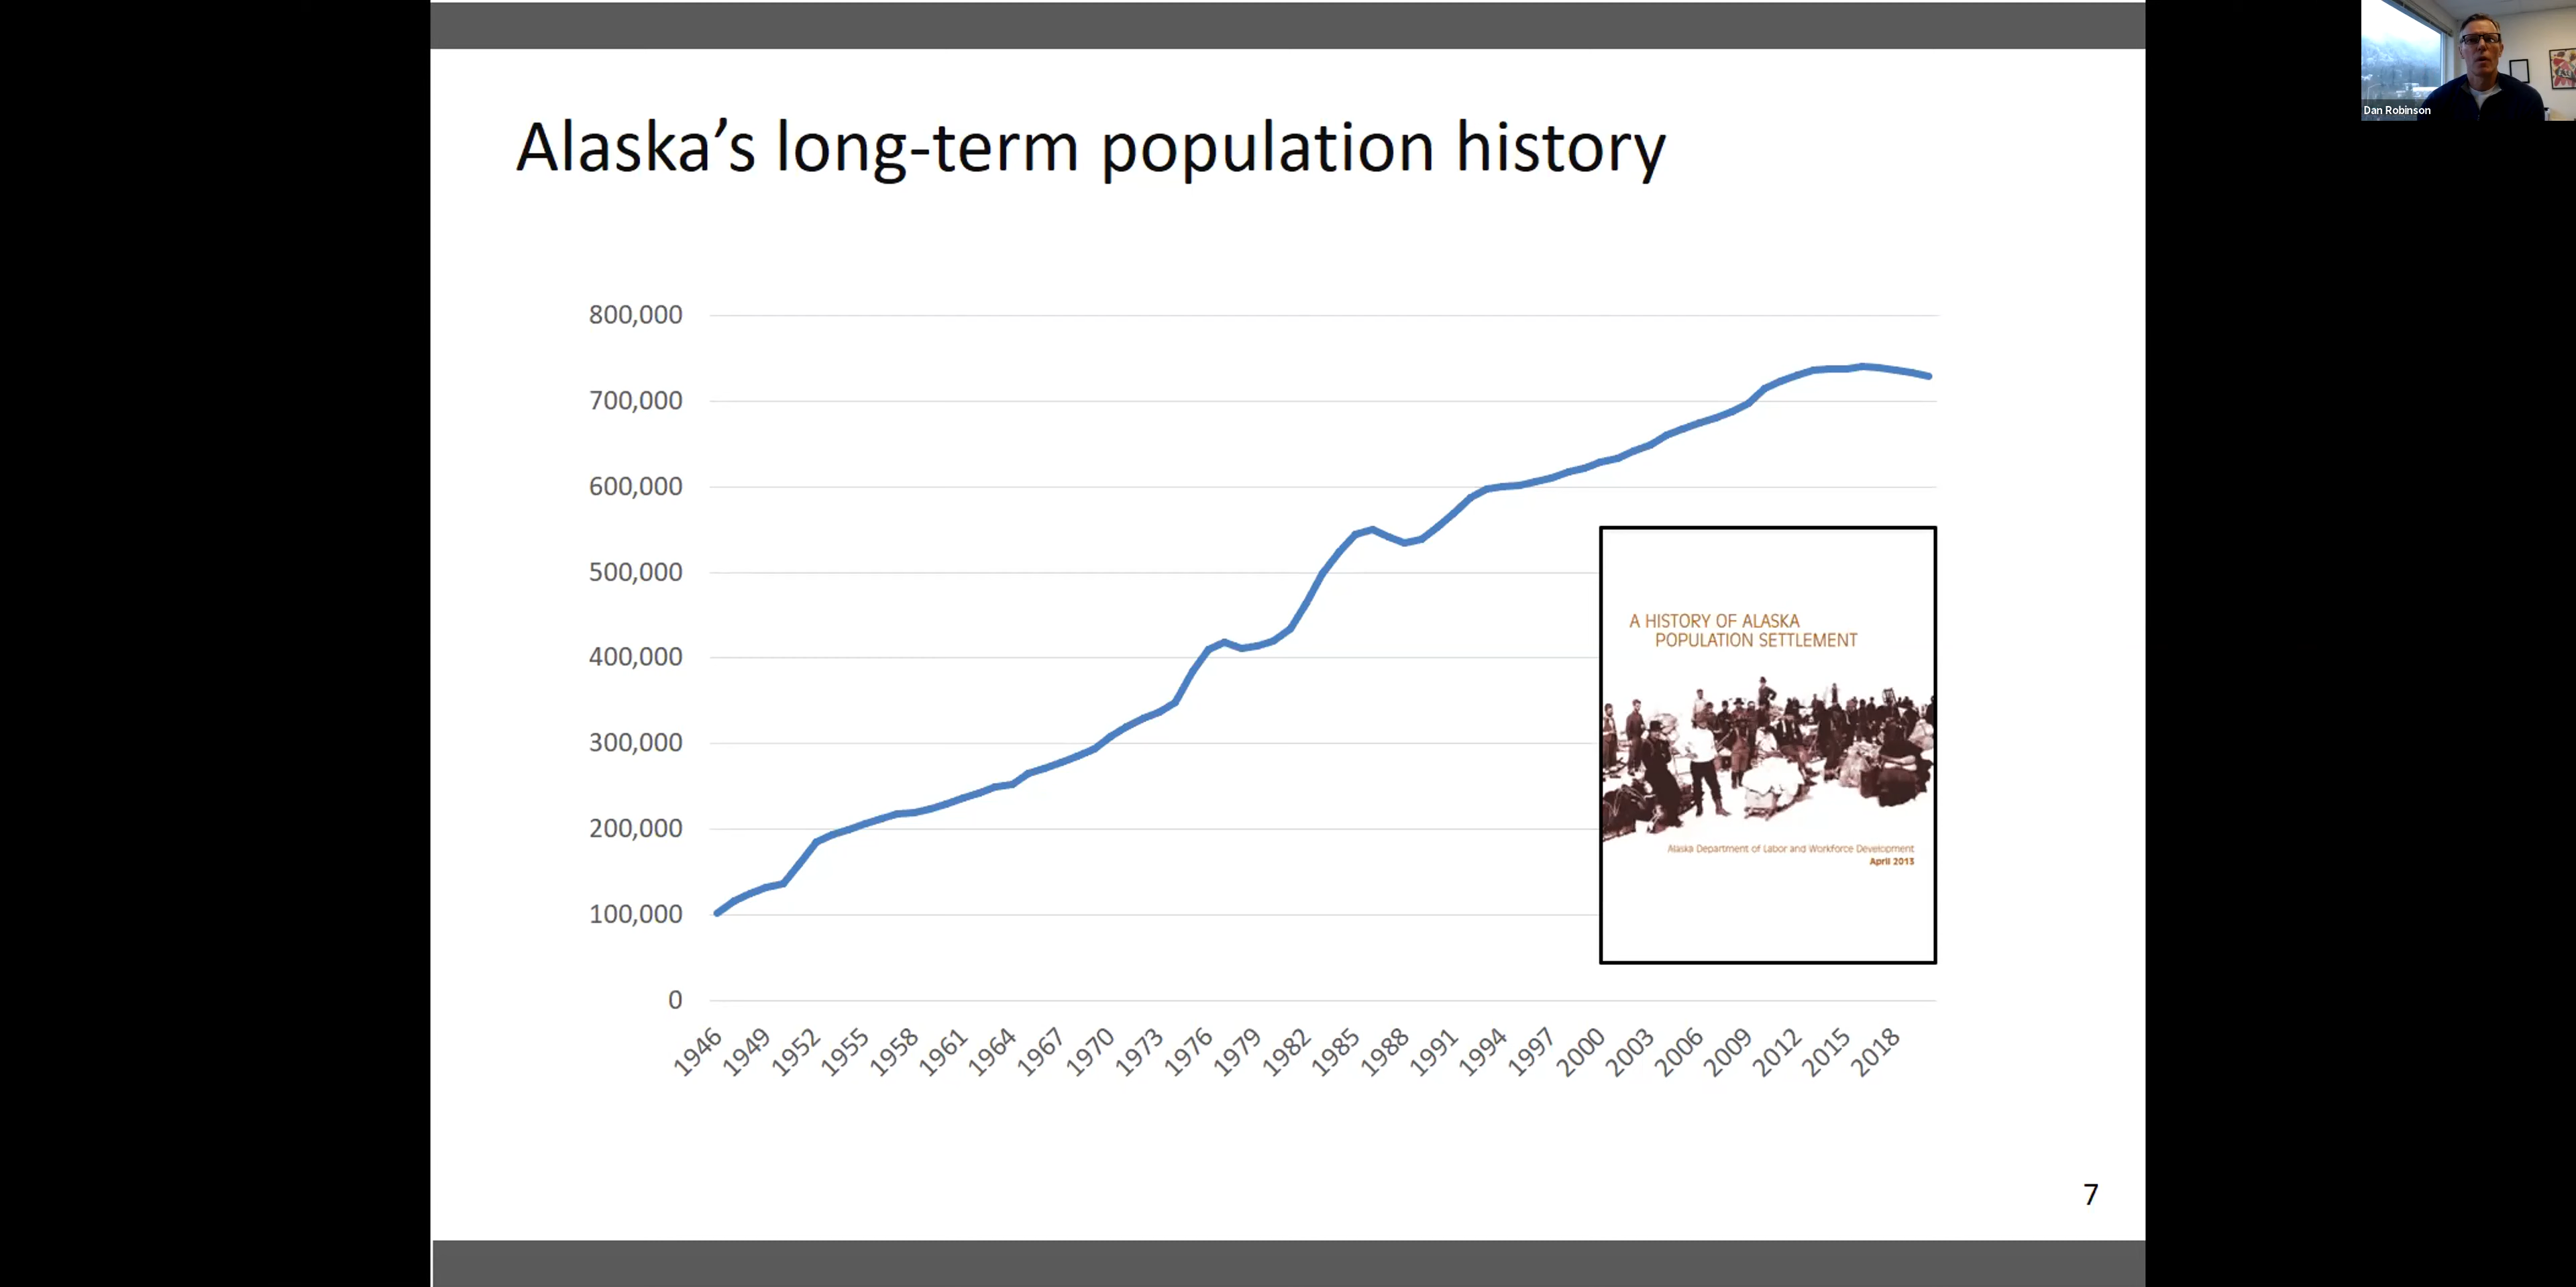 Dan Robinson
Alaska’s long-term population history
800,000
700,000
600,000
500,000
400,000
300,000
200,000
100,000
0
1946 1949 1952 1955 1958 1961 1964 1967 1970 1973 1976 1979 1982 1985 1988 1991 1994 1997 2000 2003 2006 2009 2012 2015 2018
A HISTORY OF ALASKA
POPULATION SETTLEMENT
Alaska Department of Labor and Workforce Development
April 2013
7